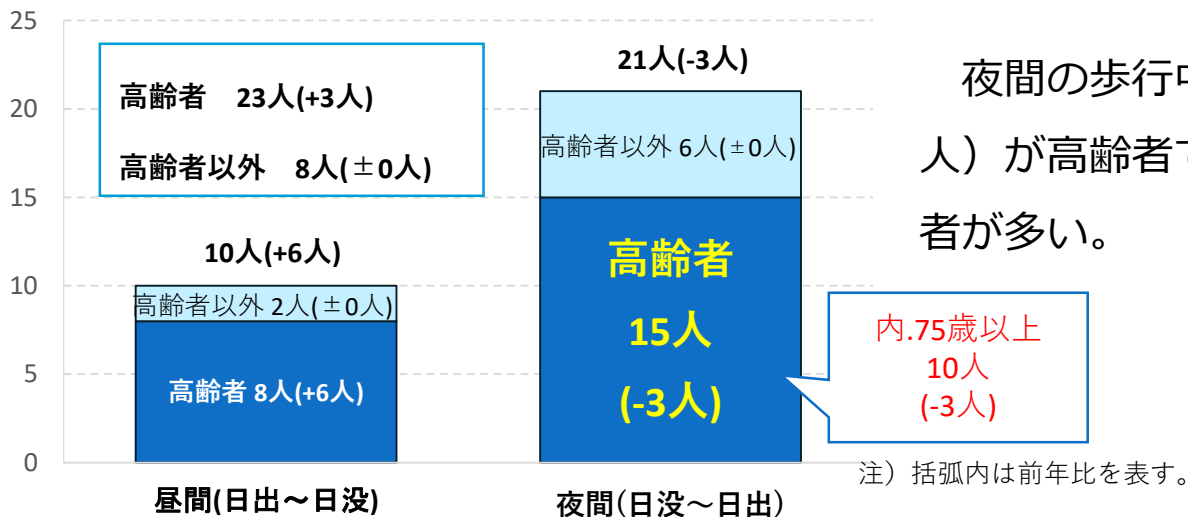 25
20
15
10
5
0
高齢者 23人(+3人)
高齢者以外 8人(±0人)
10人(+6人)
高齢者以外 2人(±0人)
高齢者 8人(+6人)
昼間(日出～日没)
21人(-3人)
高齢者以外 6人(±0人)
高齢者
15人
(-3人)
夜間(日没～日出)
夜間の歩行中
人）が高齢者で
者が多い。
内.75歳以上
10人
(-3人)
注）括弧内は前年比を表す。